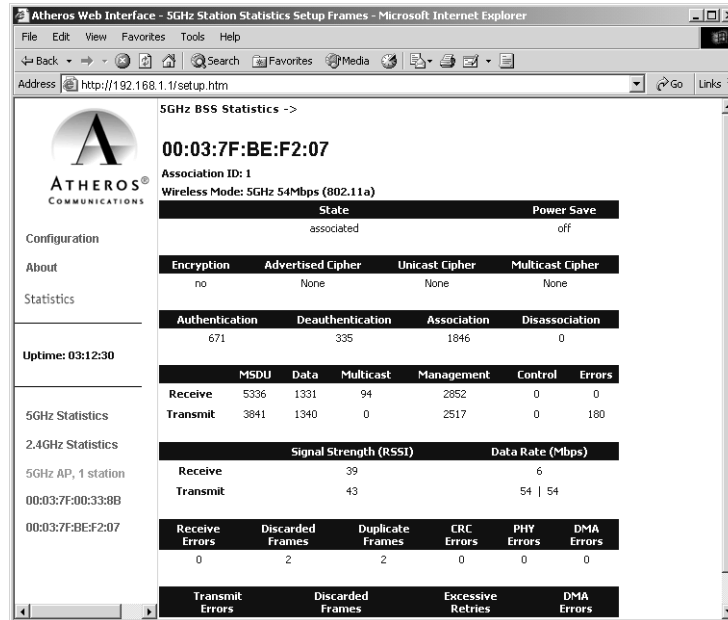 Atheros Web Interface - 5GHz Station Statistics Setup Frames - Microsoft Internet Explorer
File Edit View Favorites Tools Help
Back Search Favorites Media
Address http://192.168.1.1/setup.htm Go Links
ATHEROS®
COMMUNICATIONS
Configuration
About
Statistics
Uptime: 03:12:30
5GHz Statistics
2.4GHz Statistics
5GHz AP, 1 station
00:03:7F:00:33:8B
00:03:7F:BE:F2:07
5GHz BSS Statistics ->
00:03:7F:BE:F2:07
Association ID: 1
Wireless Mode: 5GHz 54Mbps (802.11a)
State Power Save
associated off
Encryption Advertised Cipher Unicast Cipher Multicast Cipher
no None None None
Authentication Deauthentication Association Disassociation
671 335 1846 0
MSDU Data Multicast Management Control Errors
Receive 5336 1331 94 2852 0 0
Transmit 3841 1340 0 2517 0 180
Signal Strength (RSSI) Data Rate (Mbps)
Receive 39 6
Transmit 43 54 | 54
Receive Discarded Duplicate CRC PHY DMA
Errors Frames Frames Errors Errors Errors
0 2 2 0 0 0
Transmit Discarded Excessive DMA
Errors Frames Retries Errors